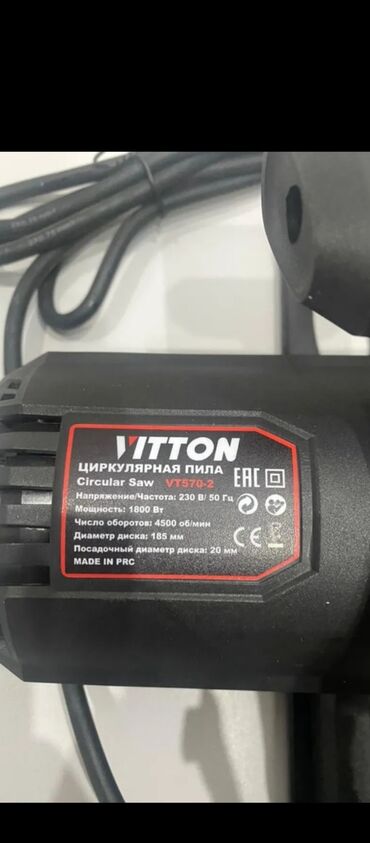 VITTON
ЦИРКУЛЯРНАЯ ПИЛА
Circular Saw VT570-2
Напряжение/Частота: 230 В/ 50 Гц
Мощность: 1800 Вт
Число оборотов: 4500 об/мин
Диаметр диска: 185 мм
Посадочный диаметр диска: 20 мм
MADE IN PRC
EAC
CE